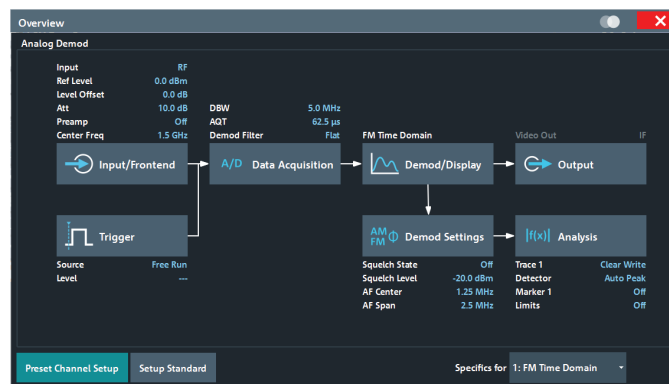 Overview
Analog Demod
Input RF
Ref Level 0.0 dBm
Level Offset 0.0 dB
Att 10.0 dB DBW 5.0 MHz
Preamp Off AQT 62.5 µs
Center Freq 1.5 GHz Demod Filter Flat FM Time Domain Video Out IF
Input/Frontend A/D Data Acquisition Demod/Display Output
Trigger AM FM Φ Demod Settings |f(x)| Analysis
Source Free Run Squelch State Off Trace 1 Clear Write
Level --- Squelch Level -20.0 dBm Detector Auto Peak
AF Center 1.25 MHz Marker 1 Off
AF Span 2.5 MHz Limits Off
Preset Channel Setup Setup Standard Specifics for 1: FM Time Domain